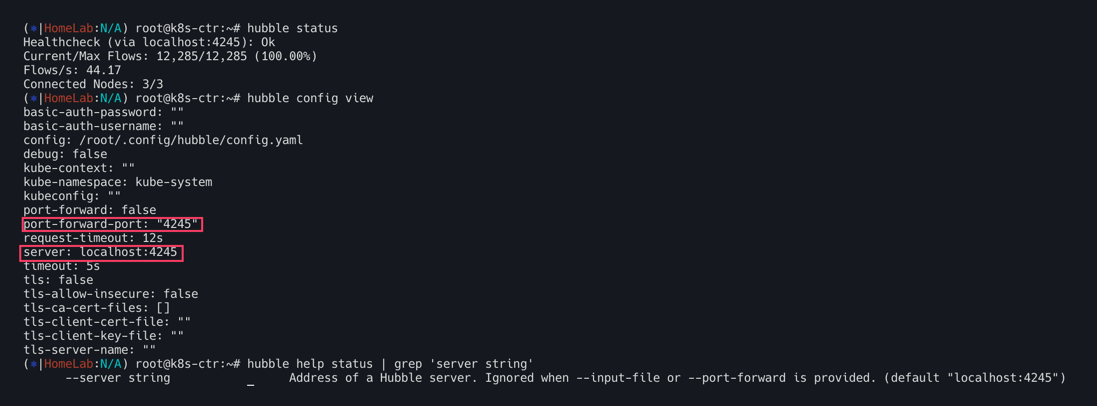 (⎈|HomeLab:N/A) root@k8s-ctr:~# hubble status
Healthcheck (via localhost:4245): Ok
Current/Max Flows: 12,285/12,285 (100.00%)
Flows/s: 44.17
Connected Nodes: 3/3
(⎈|HomeLab:N/A) root@k8s-ctr:~# hubble config view
basic-auth-password: ""
basic-auth-username: ""
config: /root/.config/hubble/config.yaml
debug: false
kube-context: ""
kube-namespace: kube-system
kubeconfig: ""
port-forward: false
port-forward-port: "4245"
request-timeout: 12s
server: localhost:4245
timeout: 5s
tls: false
tls-allow-insecure: false
tls-ca-cert-files: []
tls-client-cert-file: ""
tls-client-key-file: ""
tls-server-name: ""
(⎈|HomeLab:N/A) root@k8s-ctr:~# hubble help status | grep 'server string'
--server string _ Address of a Hubble server. Ignored when --input-file or --port-forward is provided. (default "localhost:4245")